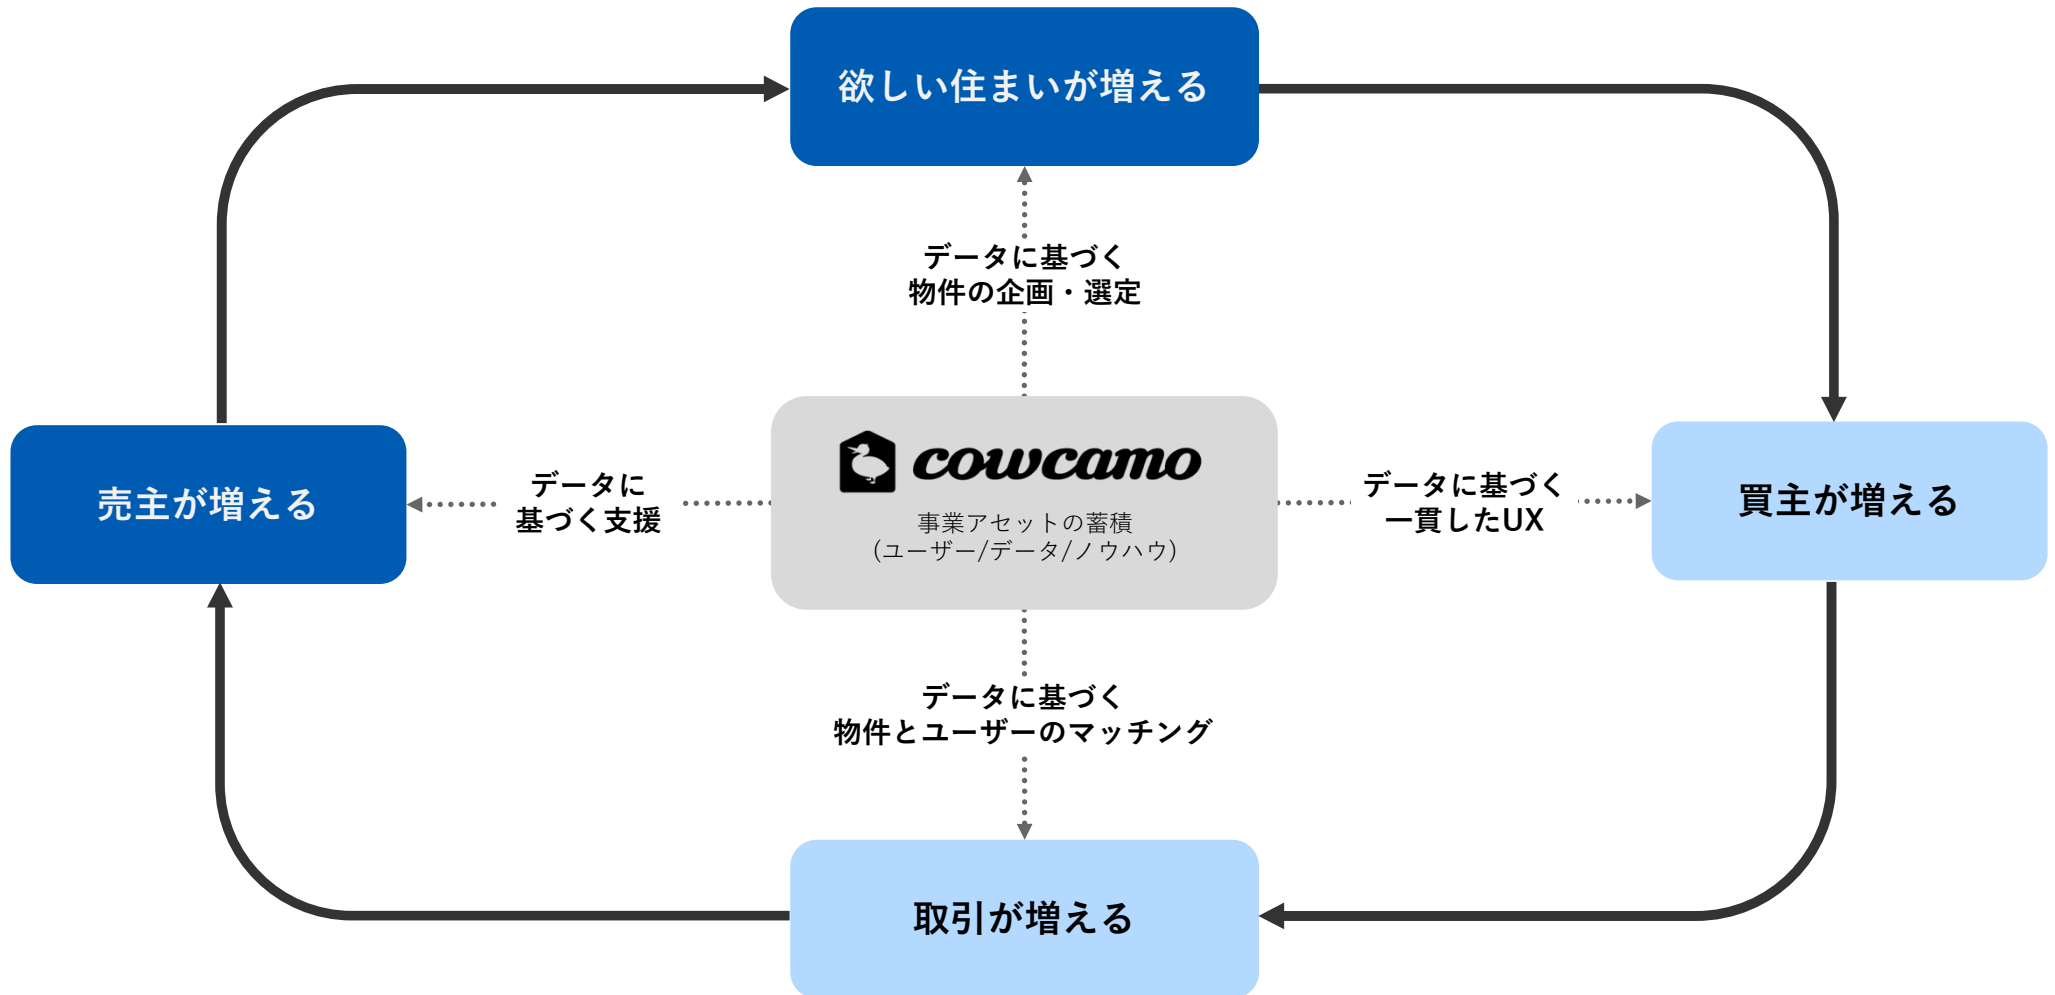 欲しい住まいが増える
データに基づく
物件の企画・選定
売主が増える
データに
基づく支援
cowcamo
事業アセットの蓄積
(ユーザー/データ/ノウハウ)
データに基づく
一貫したUX
買主が増える
データに基づく
物件とユーザーのマッチング
取引が増える